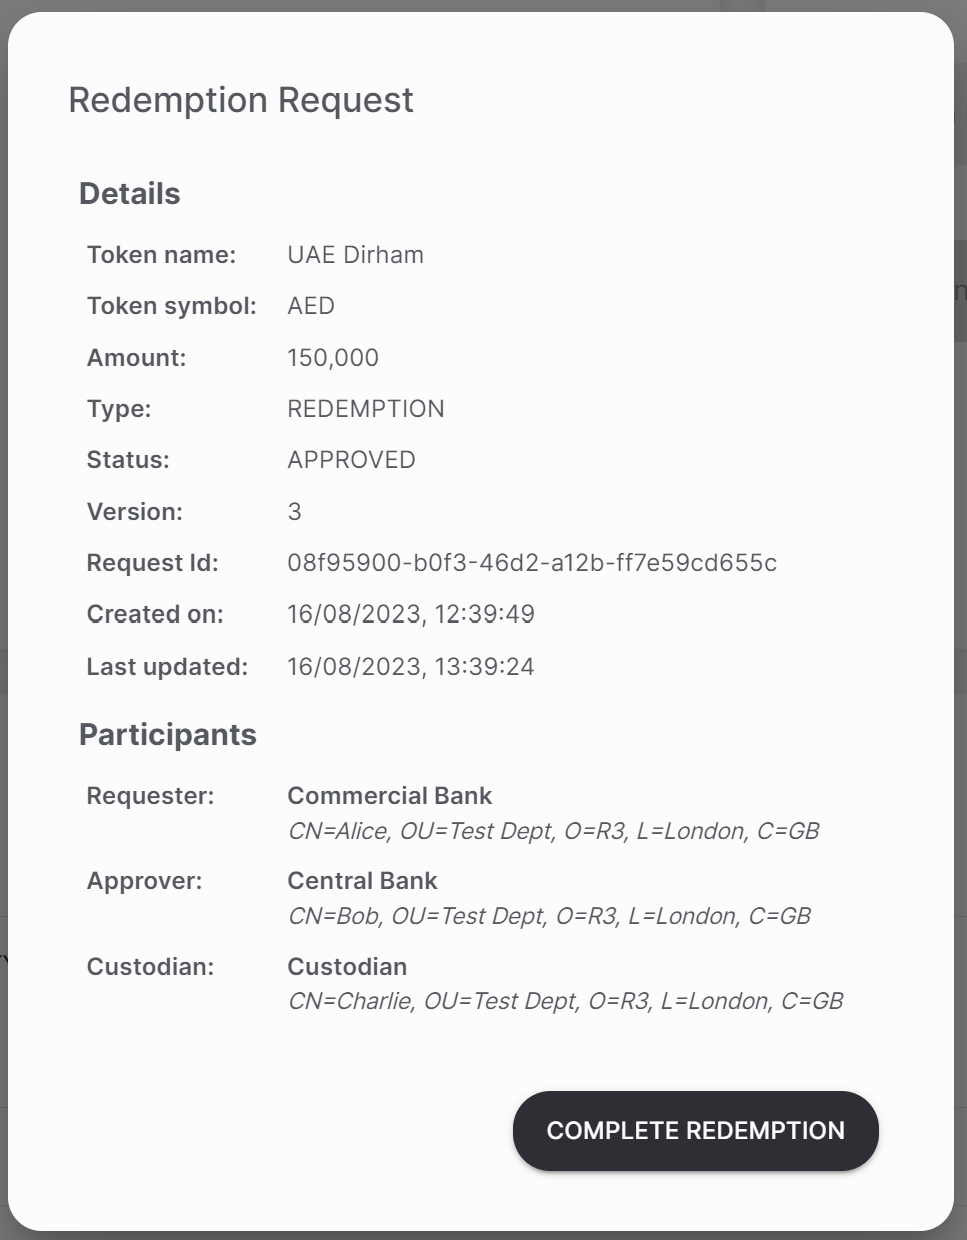 Redemption Request
Details
Token name: UAE Dirham
Token symbol: AED
Amount: 150,000
Type: REDEMPTION
Status: APPROVED
Version: 3
Request Id: 08f95900-b0f3-46d2-a12b-ff7e59cd655c
Created on: 16/08/2023, 12:39:49
Last updated: 16/08/2023, 13:39:24
Participants
Requester: Commercial Bank
CN=Alice, OU=Test Dept, O=R3, L=London, C=GB
Approver: Central Bank
CN=Bob, OU=Test Dept, O=R3, L=London, C=GB
Custodian: Custodian
CN=Charlie, OU=Test Dept, O=R3, L=London, C=GB
COMPLETE REDEMPTION